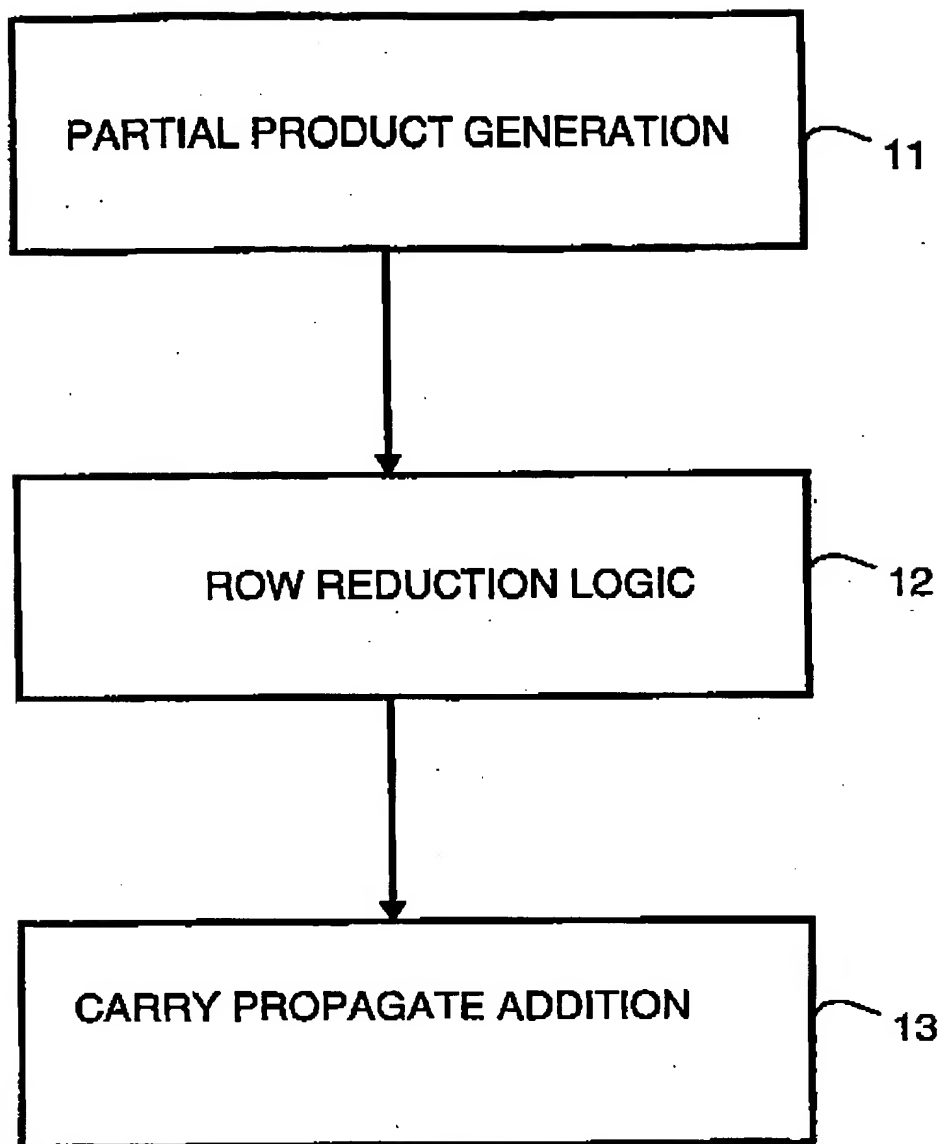 PARTIAL PRODUCT GENERATION
11
ROW REDUCTION LOGIC
12
CARRY PROPAGATE ADDITION
13